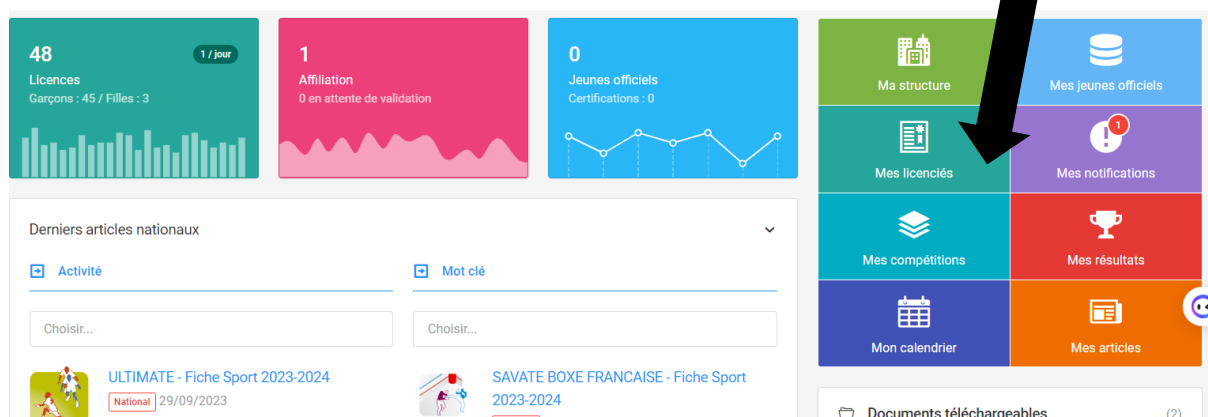 48
1 / jour
Licences
Garçons : 45 / Filles : 3
1
Affiliation
0 en attente de validation
0
Jeunes officiels
Certifications : 0
Ma structure
Mes jeunes officiels
Mes licenciés
1
Mes notifications
Mes compétitions
Mes résultats
Mon calendrier
Mes articles
Derniers articles nationaux
Activité
Mot clé
Choisir...
Choisir...
ULTIMATE - Fiche Sport 2023-2024
National 29/09/2023
SAVATE BOXE FRANCAISE - Fiche Sport
2023-2024
Documents téléchargeables (2)